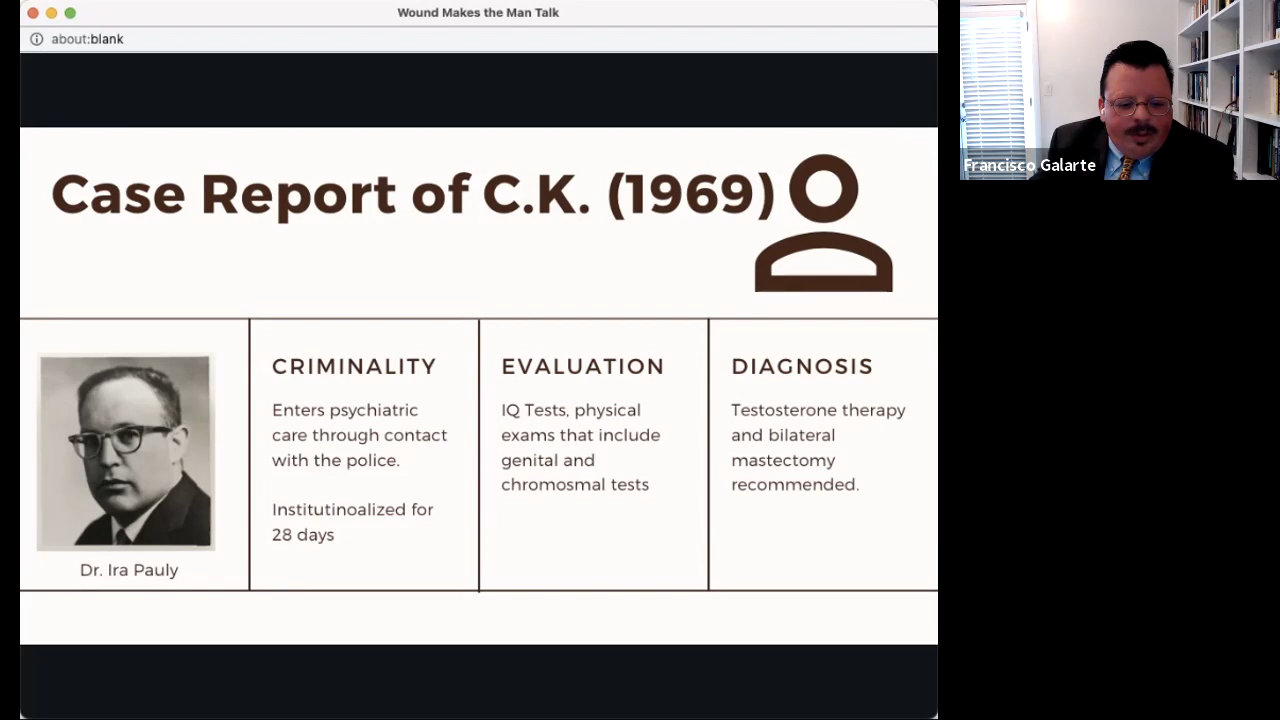 Wound Makes the Man Talk
about:blank
Case Report of C.K. (1969)
Dr. Ira Pauly
CRIMINALITY
Enters psychiatric
care through contact
with the police.
Institutinoalized for
28 days
EVALUATION
IQ Tests, physical
exams that include
genital and
chromosmal tests
DIAGNOSIS
Testosterone therapy
and bilateral
mastectomy
recommended.
Francisco Galarte